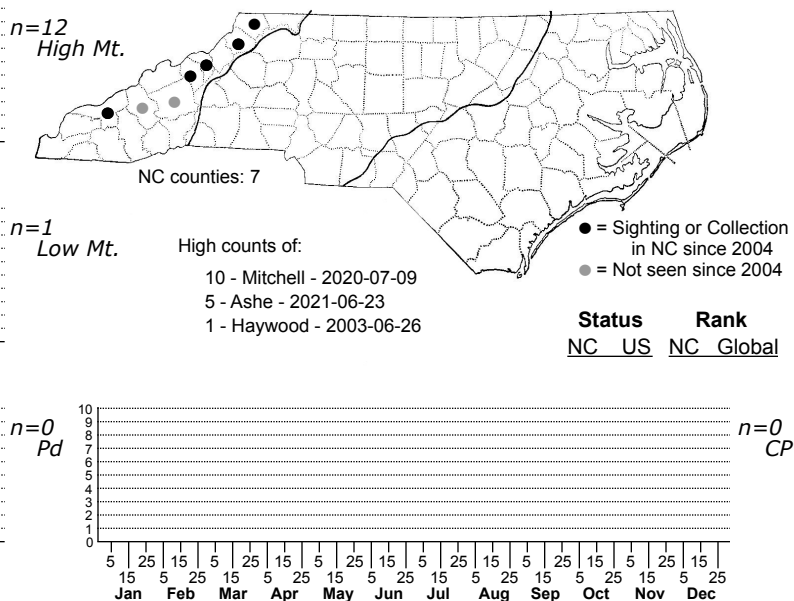 n=12
High Mt.
NC counties: 7
n=1
Low Mt.
High counts of:
10 - Mitchell - 2020-07-09
5 - Ashe - 2021-06-23
1 - Haywood - 2003-06-26
● = Sighting or Collection
in NC since 2004
● = Not seen since 2004
Status Rank
NC US NC Global
n=0
Pd
10
9
8
7
6
5
4
3
2
1
0
n=0
CP
5 25 15 5 25 15 5 25 15 5 25 15 5 25 15 5 25 15
15 5 25 15 5 25 15 5 25 15 5 25 15 5 25 15 5 25
Jan Feb Mar Apr May Jun Jul Aug Sep Oct Nov Dec